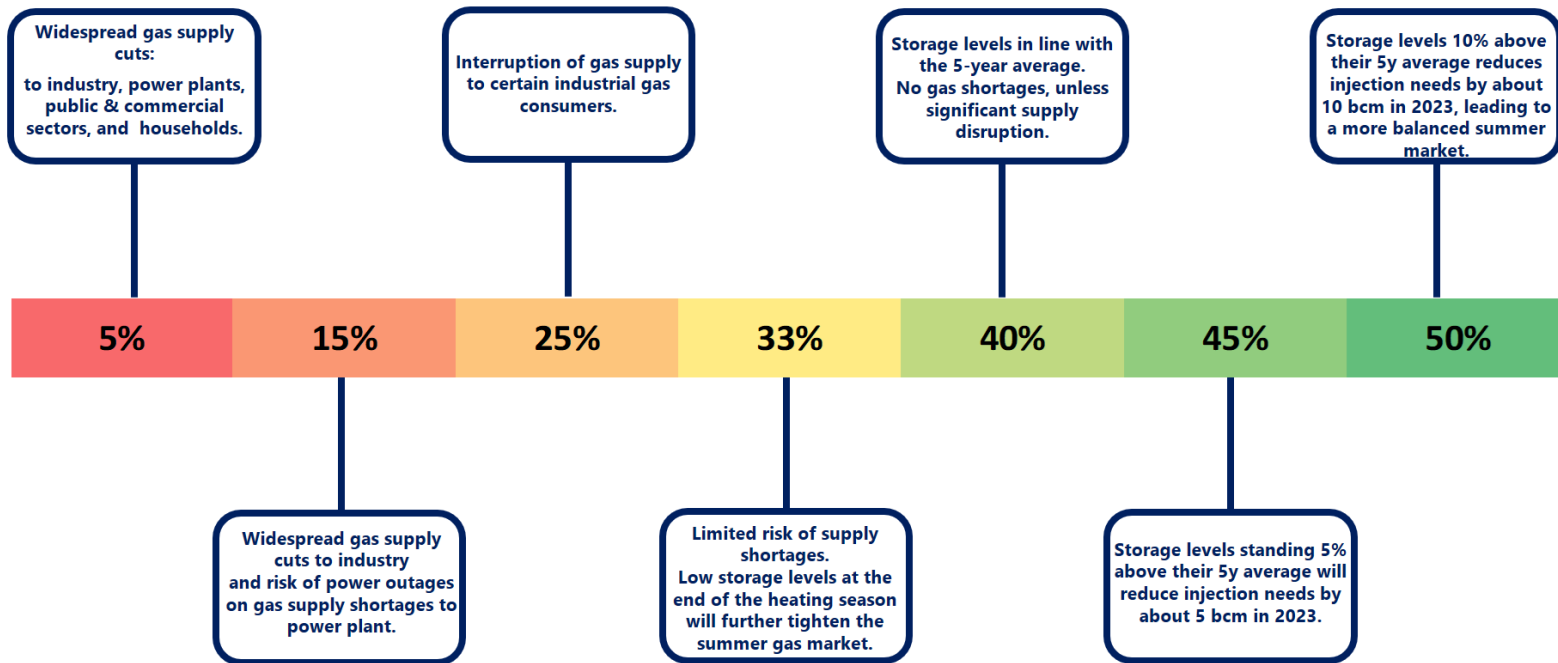 Widespread gas supply
cuts:
to industry, power plants,
public & commercial
sectors, and  households.
Interruption of gas supply
to certain industrial gas
consumers.
Storage levels in line with
the 5-year average.
No gas shortages, unless
significant supply
disruption.
Storage levels 10% above
their 5y average reduces
injection needs by about
10 bcm in 2023, leading to
a more balanced summer
market.
5%
15%
25%
33%
40%
45%
50%
Widespread gas supply
cuts to industry
and risk of power outages
on gas supply shortages to
power plant.
Limited risk of supply
shortages.
Low storage levels at the
end of the heating season
will further tighten the
summer gas market.
Storage levels standing 5%
above their 5y average will
reduce injection needs by
about 5 bcm in 2023.